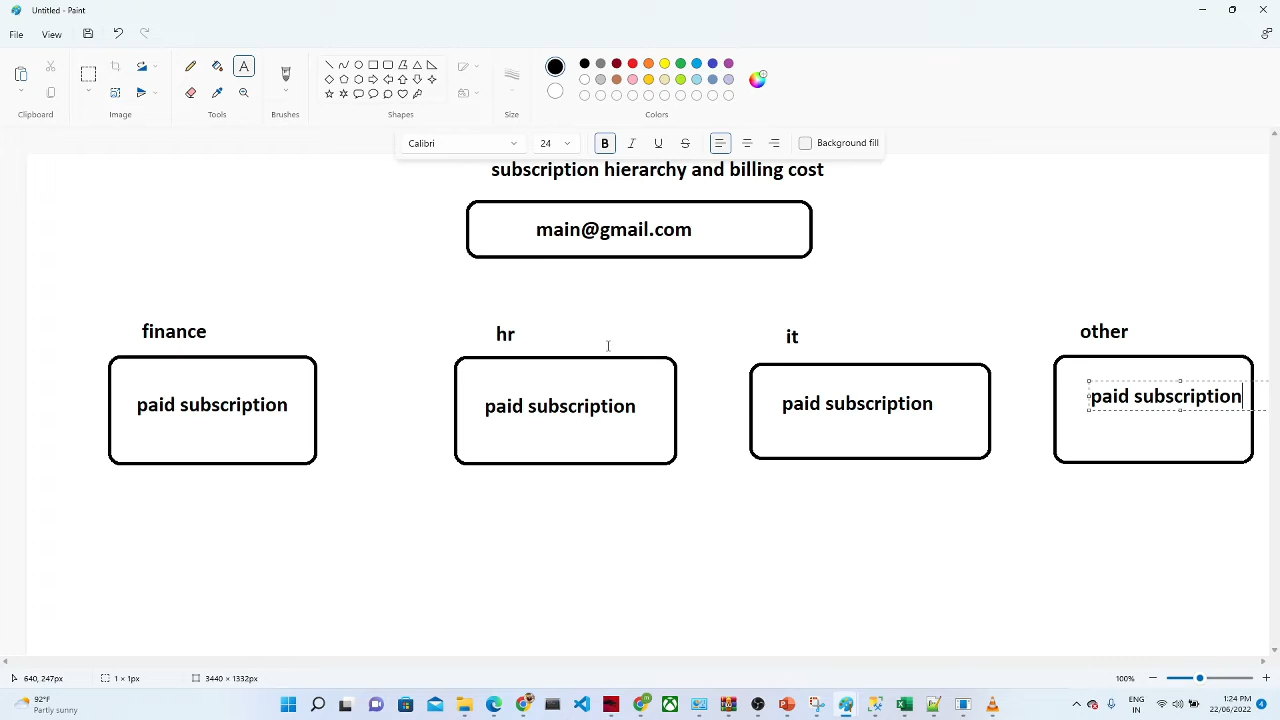 Untitled - Paint
File
View
Clipboard
Image
Tools
Brushes
Shapes
Size
Colors
Calibri
24
B
I
U
S
Background fill
subscription hierarchy and billing cost
main@gmail.com
finance
hr
it
other
paid subscription
paid subscription
paid subscription
paid subscription
640, 247px
1 × 1px
3440 × 1332px
100%
92°F
Partly sunny
ENG
IN
:24 PM
22/06/2022
4